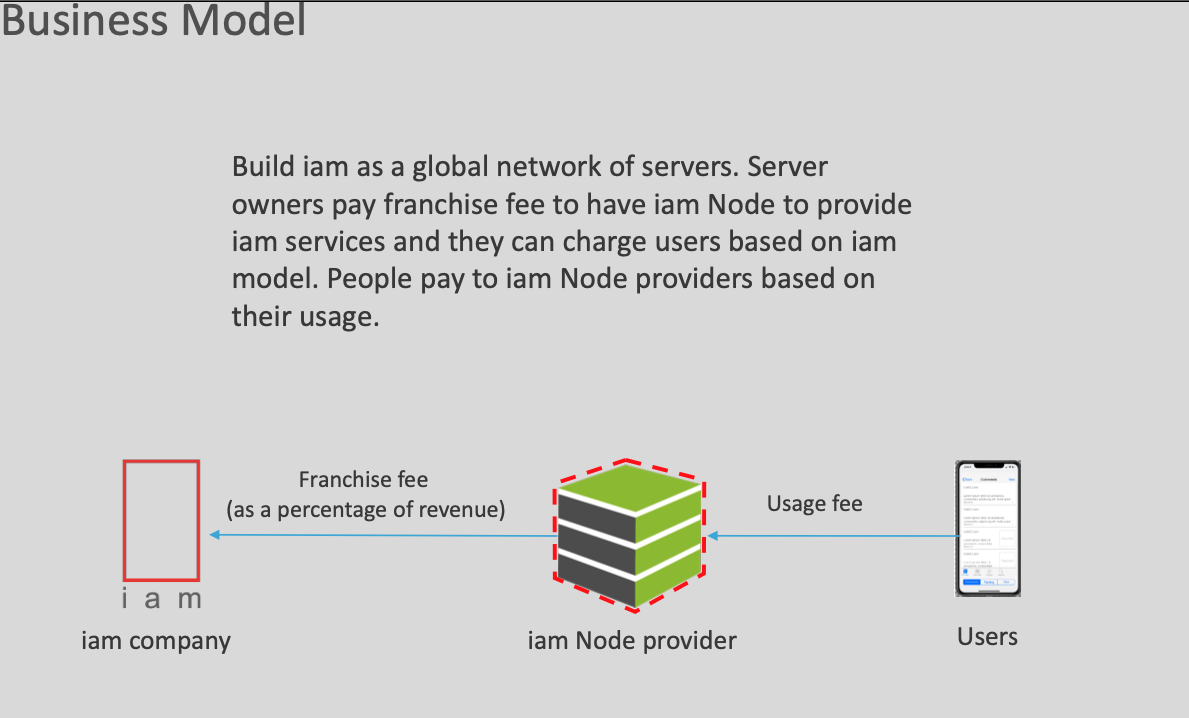 Business Model
Build iam as a global network of servers. Server
owners pay franchise fee to have iam Node to provide
iam services and they can charge users based on iam
model. People pay to iam Node providers based on
their usage.
Franchise fee
(as a percentage of revenue)
Usage fee
i a m
iam company
iam Node provider
Users